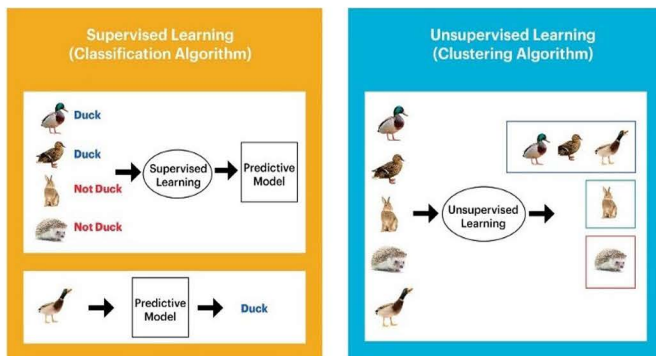 Supervised Learning
(Classification Algorithm)
Duck
Duck
Not Duck
Not Duck
Supervised
Learning
Predictive
Model
Predictive
Model
Duck
Unsupervised Learning
(Clustering Algorithm)
Unsupervised
Learning